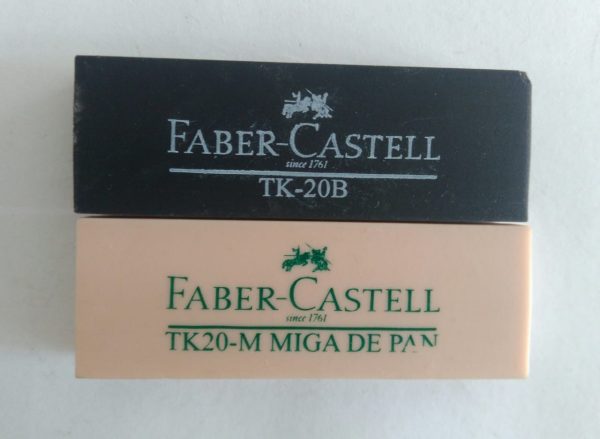 FABER-CASTELL
since 1761
TK-20B
FABER-CASTELL
since 1761
TK20-M MIGA DE PAN